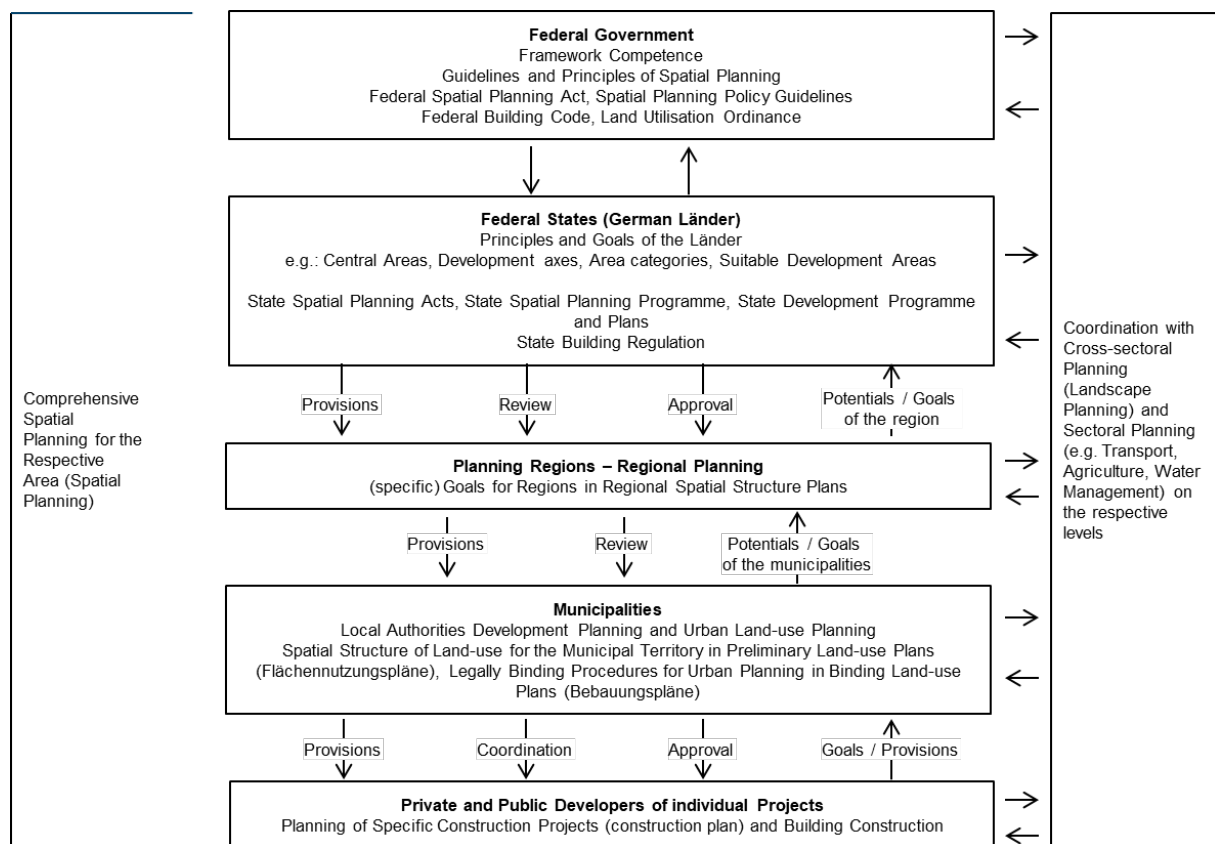 Federal Government
Framework Competence
Guidelines and Principles of Spatial Planning
Federal Spatial Planning Act, Spatial Planning Policy Guidelines
Federal Building Code, Land Utilisation Ordinance
Federal States (German Länder)
Principles and Goals of the Länder
e.g.: Central Areas, Development axes, Area categories, Suitable Development Areas
State Spatial Planning Acts, State Spatial Planning Programme, State Development Programme
and Plans
State Building Regulation
Provisions
Review
Approval
Potentials / Goals
of the region
Planning Regions – Regional Planning
(specific) Goals for Regions in Regional Spatial Structure Plans
Provisions
Review
Potentials / Goals
of the municipalities
Municipalities
Local Authorities Development Planning and Urban Land-use Planning
Spatial Structure of Land-use for the Municipal Territory in Preliminary Land-use Plans
(Flächennutzungspläne), Legally Binding Procedures for Urban Planning in Binding Land-use
Plans (Bebauungspläne)
Provisions
Coordination
Approval
Goals / Provisions
Private and Public Developers of individual Projects
Planning of Specific Construction Projects (construction plan) and Building Construction
Comprehensive
Spatial
Planning for the
Respective
Area (Spatial
Planning)
Coordination with
Cross-sectoral
Planning
(Landscape
Planning) and
Sectoral Planning
(e.g. Transport,
Agriculture, Water
Management) on
the respective
levels